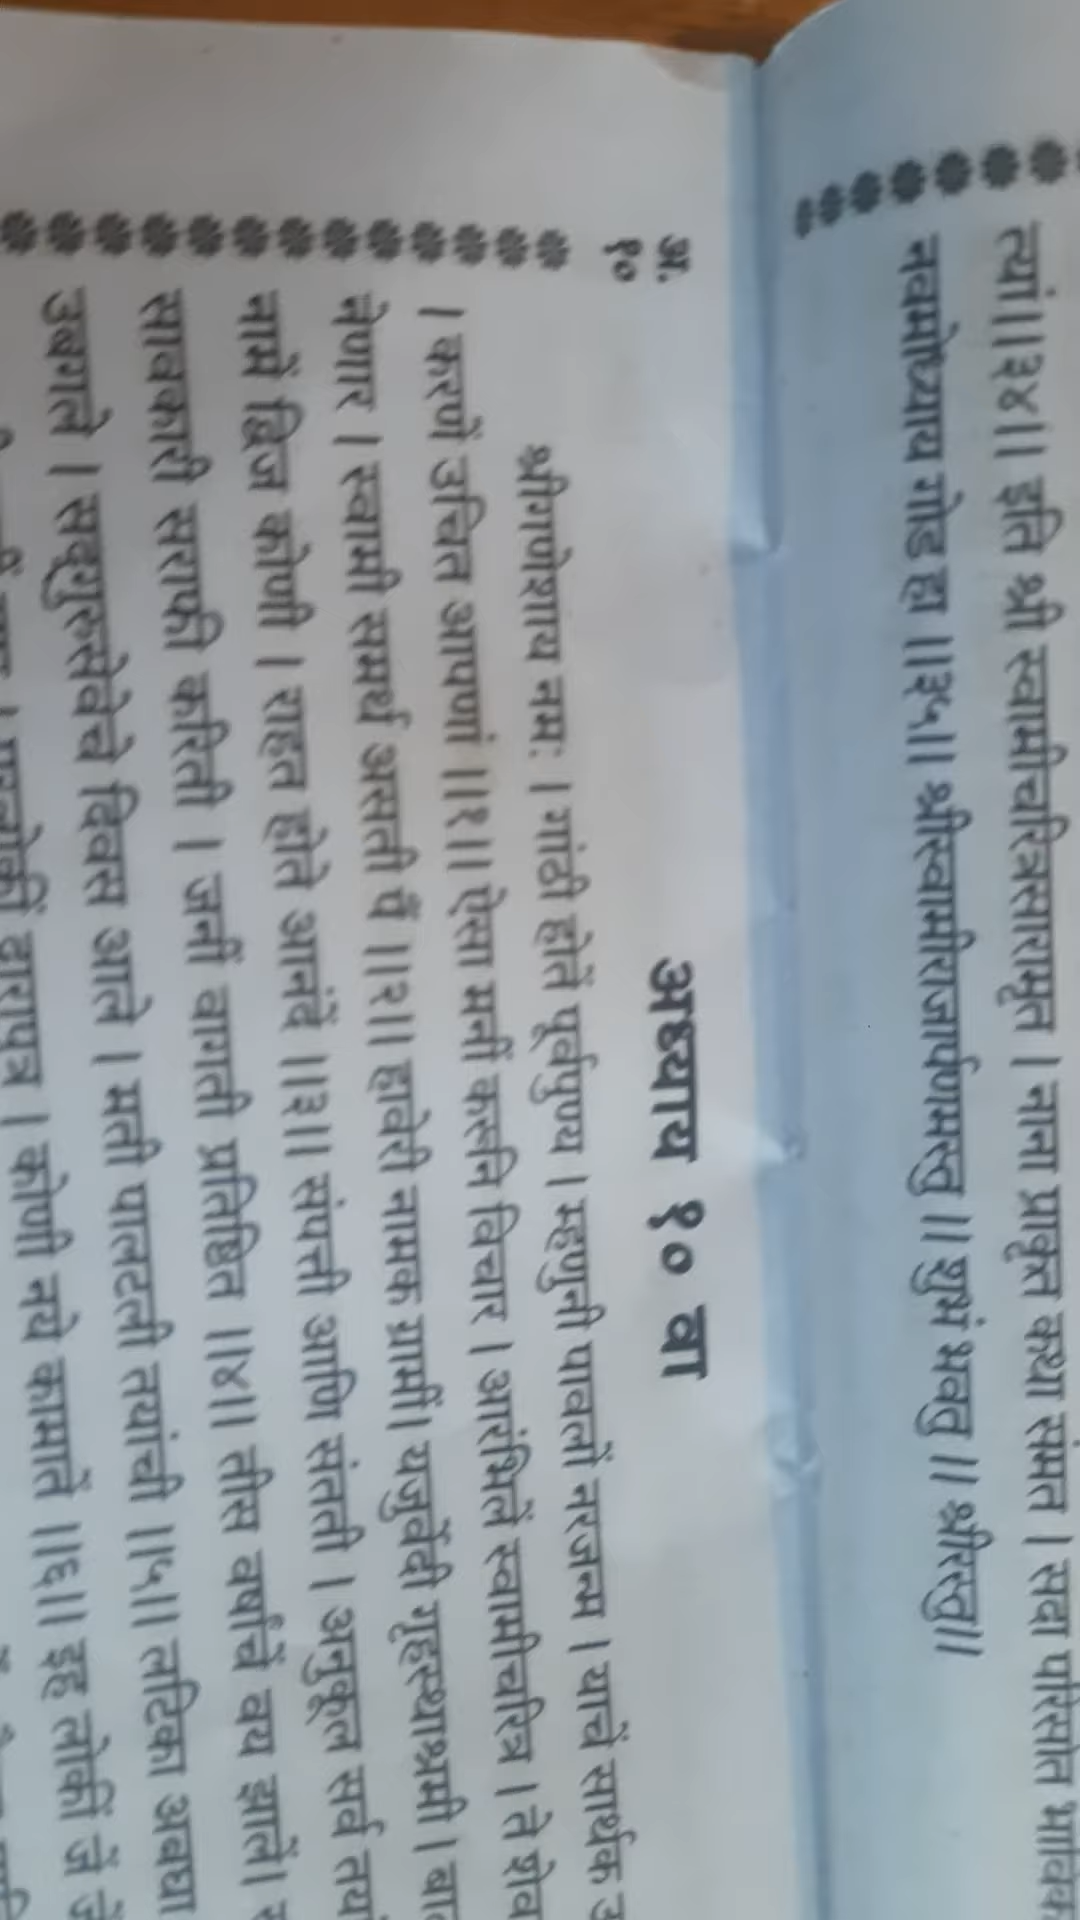 त्यां।।३४।। इति श्री स्वामीचरित्रसारामृत । नाना प्राकृत कथा संमत । सदा परिसोत भाविक
नवमोध्याय गोड हा ।।३५।। श्रीस्वामीराजार्पणमस्तु ।। शुभं भवतु ।। श्रीरस्तु।।
अ.
१०
अध्याय १० वा
श्रीगणेशाय नमः । गांठी होतें पूर्वपुण्य । म्हणुनी पावलों नरजन्म । याचें सार्थक
। करणें उचित आपणां ।।१।। ऐसा मनीं करूनि विचार । आरंभिलें स्वामीचरित्र । ते शेव
नेणार । स्वामी समर्थ असती पैं ।।२।। हावेरी नामक ग्रामीं। यजुर्वेदी गृहस्थाश्रमी ।
नामें द्विज कोणी । राहत होते आनंदें ।।३।। संपत्ती आणि संतती । अनुकूल सर्व तयां
सावकारी सराफी करिती । जनीं वागती प्रतिष्ठित ।।४।। तीस वर्षांचें वय झालें।
उबगले । सद्गुरूसेवेचे दिवस आले । मती पालटली तयांची ।।५।। लटिका अवघा
दारापुत्र । कोणी नये कामातें ।।६।। इह लोकीं जें जें